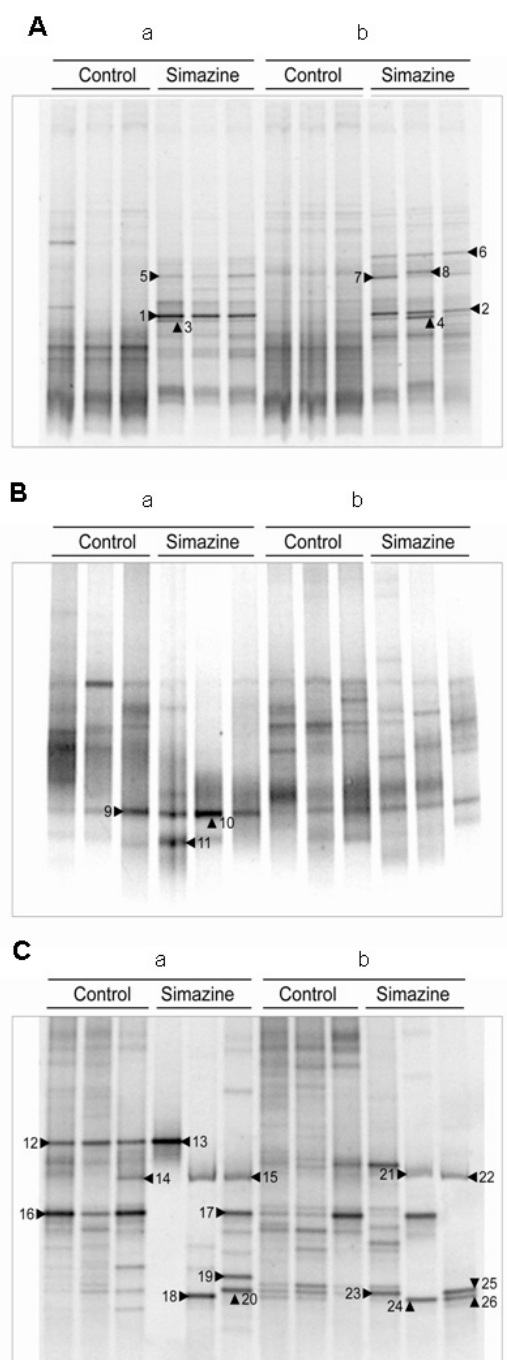 A
a b
Control Simazine Control Simazine
6
5 7 8
1 2
3 4
B
a b
Control Simazine Control Simazine
9
10
11
C
a b
Control Simazine Control Simazine
12 13
14 15 21 22
16 17
19
18 20 23 24 25
26